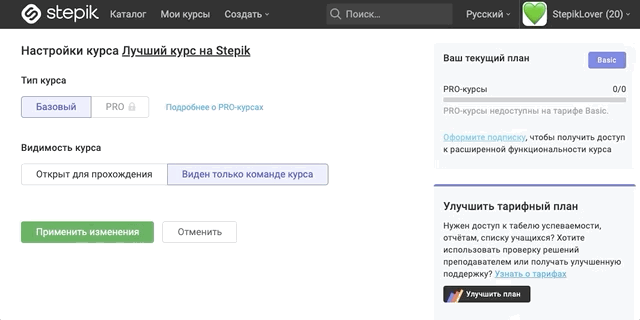 stepik Каталог Мои курсы Создать Поиск... Русский StepikLover (20)
Настройки курса Лучший курс на Stepik
Тип курса
Базовый PRO Подробнее о PRO-курсах
Видимость курса
Открыт для прохождения Виден только команде курса
Применить изменения Отменить
Ваш текущий план Basic
PRO-курсы 0/0
PRO-курсы недоступны на тарифе Basic.
Оформите подписку, чтобы получить доступ
к расширенной функциональности курса
Улучшить тарифный план
Нужен доступ к табелю успеваемости,
отчётам, списку учащихся? Хотите
использовать проверку решений
преподавателем или получать улучшенную
поддержку? Узнать о тарифах
Улучшить план